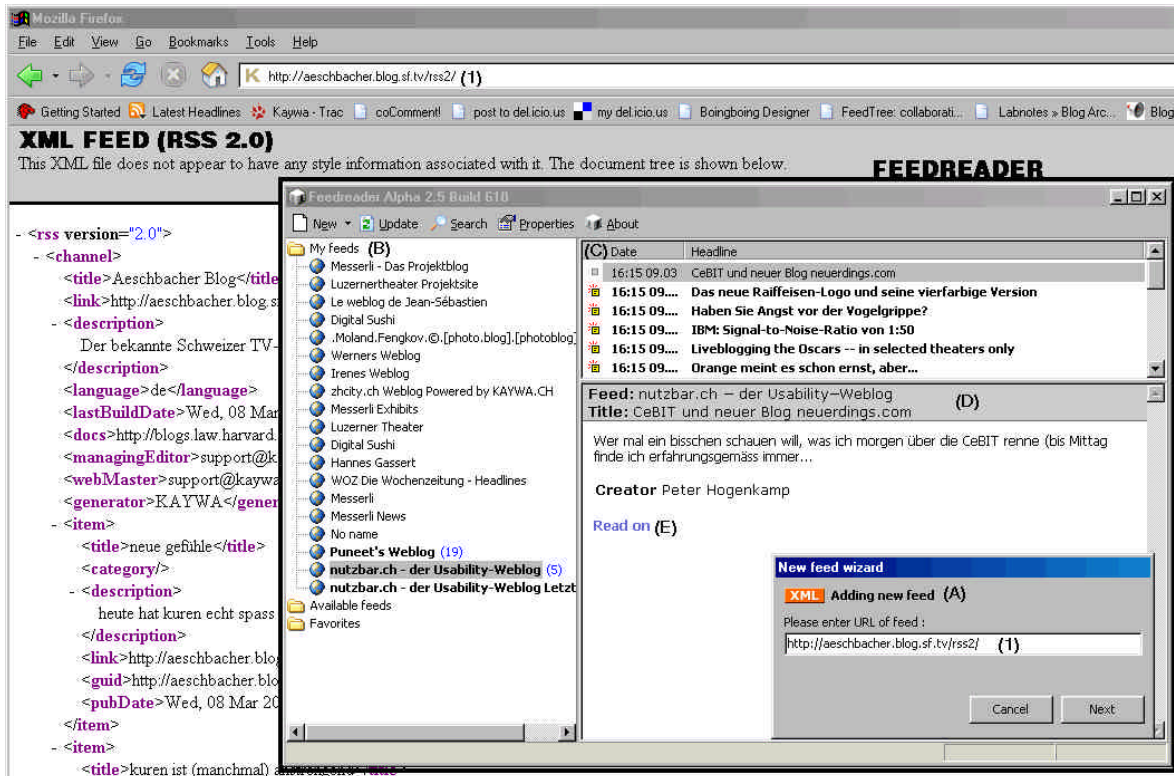 Mozilla Firefox
File Edit View Go Bookmarks Tools Help
http://aeschbacher.blog.sf.tv/rss2/ (1)
Getting Started Latest Headlines Kaywa - Trac coComment! post to del.icio.us my del.icio.us Boingboing Designer FeedTree: collaborati... Labnotes » Blog Arc... Blog
XML FEED (RSS 2.0)
This XML file does not appear to have any style information associated with it. The document tree is shown below.
FEEDREADER
- <rss version="2.0">
- <channel>
<title>Aeschbacher Blog</title
<link>http://aeschbacher.blog.s
- <description>
Der bekannte Schweizer TV-
</description>
<language>de</language>
<lastBuildDate>Wed, 08 Mar
<docs>http://blogs.law.harvard.
<managingEditor>support@k
<webMaster>support@kaywa
<generator>KAYWA</gener
- <item>
<title>neue gefühle</title>
<category/>
- <description>
heute hat kuren echt spass
</description>
<link>http://aeschbacher.blo
<guid>http://aeschbacher.blo
<pubDate>Wed, 08 Mar 20
</item>
- <item>
<title>kuren ist (manchmal)
Feedreader Alpha 2.5 Build 618
New Update Search Properties About
My feeds (B)
Messerli - Das Projektblog
Luzernertheater Projektsite
Le weblog de Jean-Sébastien
Digital Sushi
.Moland.Fengkov.©.[photo.blog].[photoblog]
Werners Weblog
Irenes Weblog
zhcity.ch Weblog Powered by KAYWA.CH
Messerli Exhibits
Luzerner Theater
Digital Sushi
Hannes Gassert
WOZ Die Wochenzeitung - Headlines
Messerli
Messerli News
No name
Puneet's Weblog (19)
nutzbar.ch - der Usability-Weblog (5)
nutzbar.ch - der Usability-Weblog Letzt
Available feeds
Favorites
(C) Date Headline
16:15 09.03 CeBIT und neuer Blog neuerdings.com
16:15 09.... Das neue Raiffeisen-Logo und seine vierfarbige Version
16:15 09.... Haben Sie Angst vor der Vogelgrippe?
16:15 09.... IBM: Signal-to-Noise-Ratio von 1:50
16:15 09.... Liveblogging the Oscars -- in selected theaters only
16:15 09.... Orange meint es schon ernst, aber...
Feed: nutzbar.ch – der Usability–Weblog (D)
Title: CeBIT und neuer Blog neuerdings.com
Wer mal ein bisschen schauen will, was ich morgen über die CeBIT renne (bis Mittag
finde ich erfahrungsgemäss immer...
Creator Peter Hogenkamp
Read on (E)
New feed wizard
XML Adding new feed (A)
Please enter URL of feed :
http://aeschbacher.blog.sf.tv/rss2/ (1)
Cancel Next